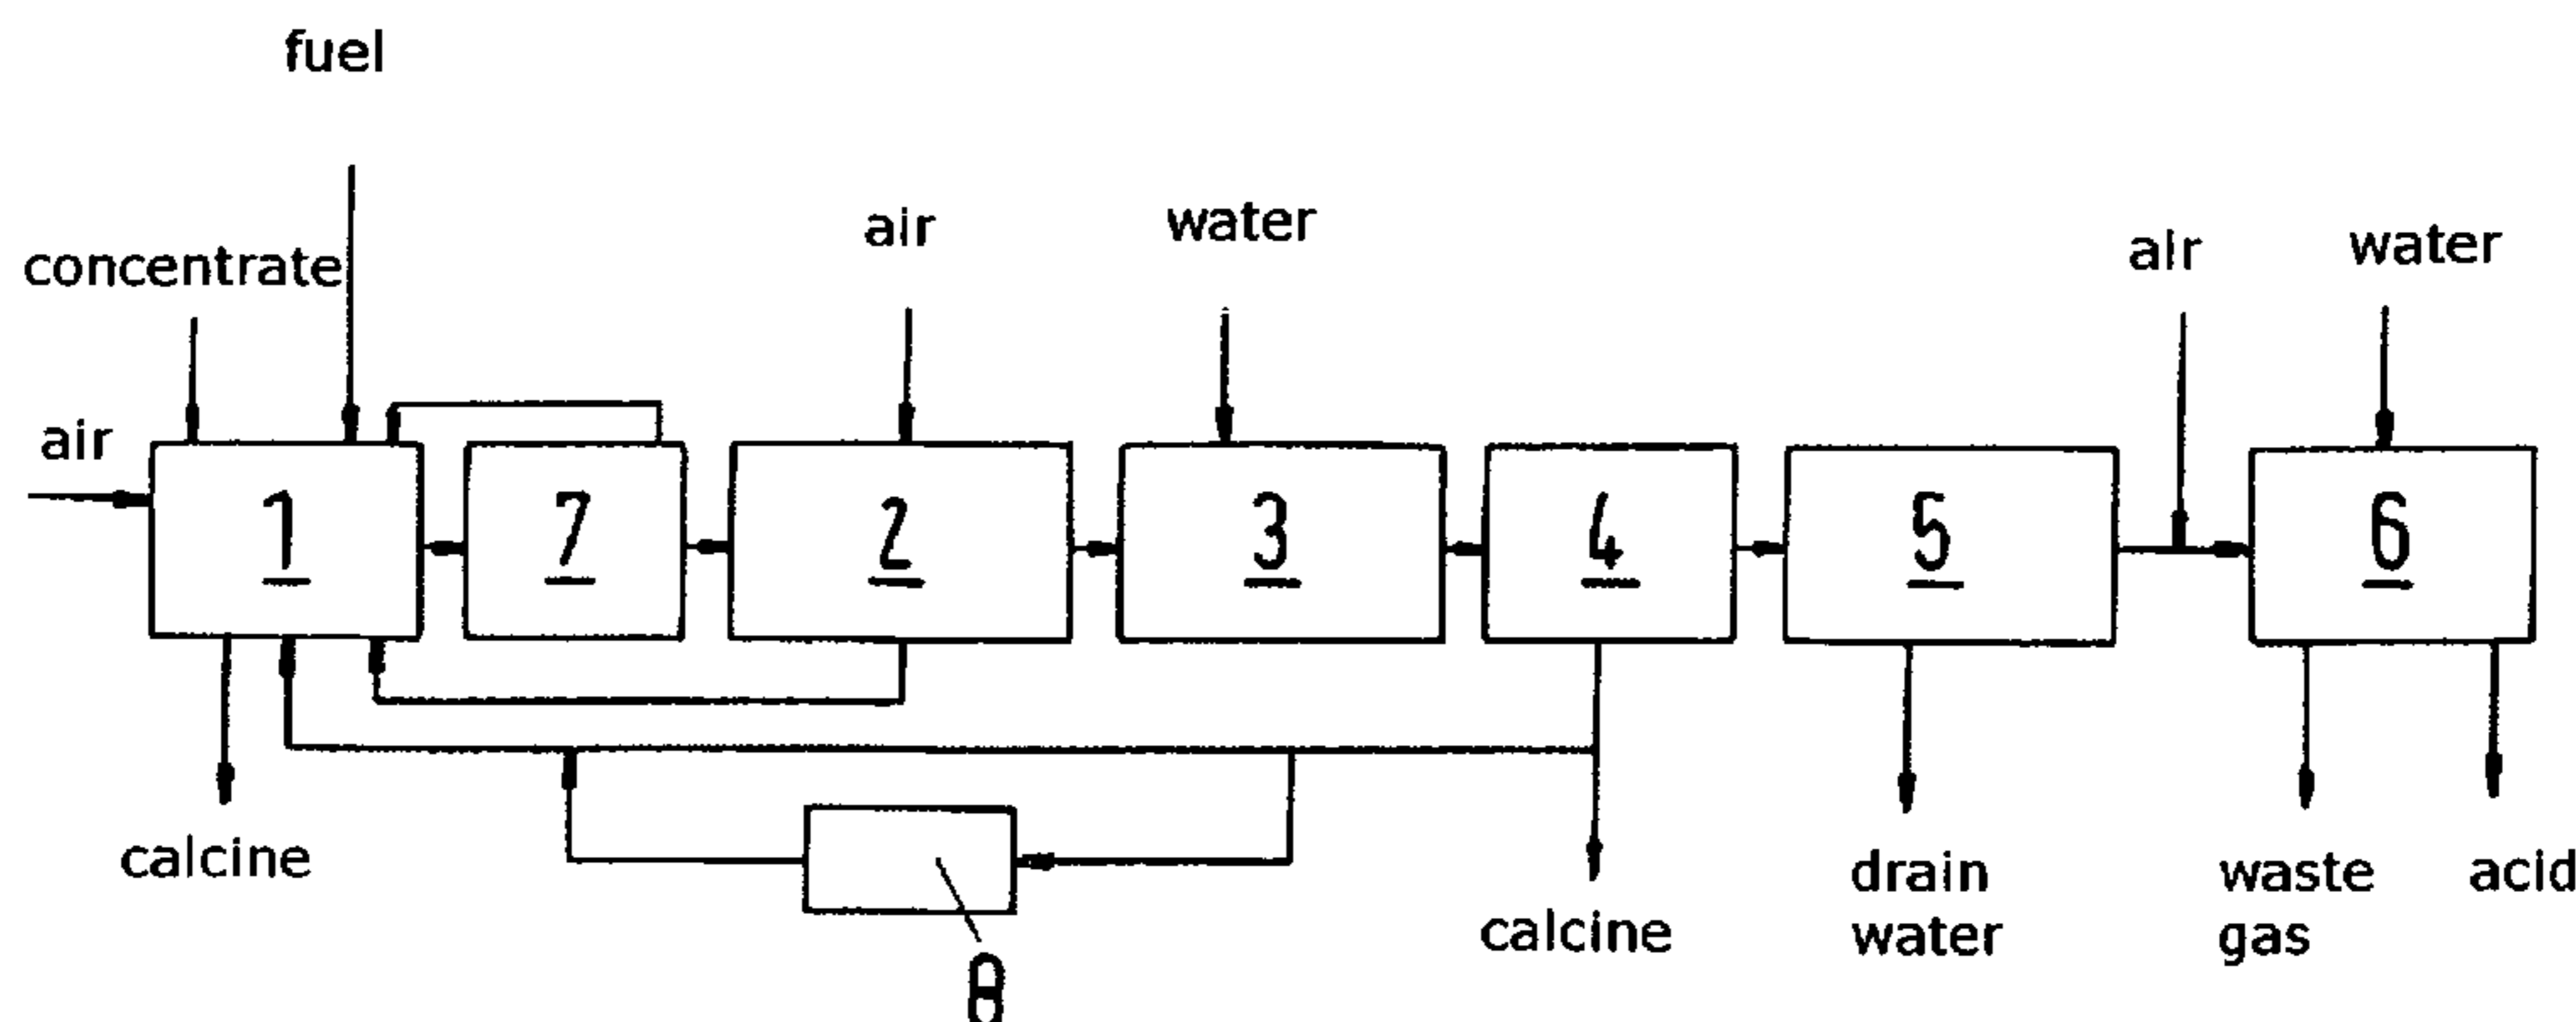 fuel
air
water
air
water
concentrate
air
1
7
2
3
4
5
6
calcine
8
calcine
drain
water
waste
gas
acid